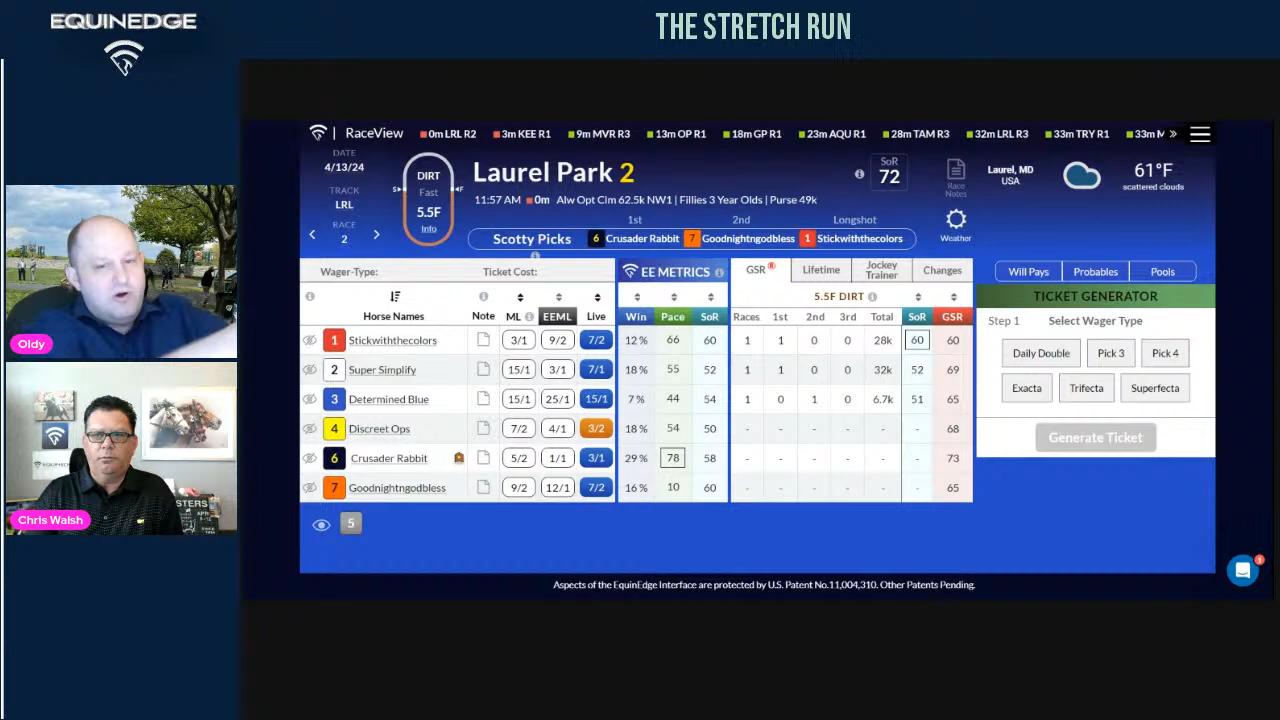 EQUINEDGE
THE STRETCH RUN
RaceView 0m LRL R2 3m KEE R1 9m MVR R3 13m OP R1 18m GP R1 23m AQU R1 28m TAM R3 32m LRL R3 33m TRY R1 33m M »
DATE
4/13/24
TRACK
LRL
RACE
2
DIRT
Fast
S F
5.5F
Info
Laurel Park 2
11:57 AM 0m Alw Opt Clm 62.5k NW1 | Fillies 3 Year Olds | Purse 49k
SoR
72
Race Notes
Weather
Laurel, MD
USA
61°F
scattered clouds
1st 2nd Longshot
Scotty Picks 6 Crusader Rabbit 7 Goodnightngodbless 1 Stickwiththecolors
Wager-Type: Ticket Cost:
EE METRICS
GSR Lifetime Jockey Trainer Changes
5.5F DIRT
Horse Names Note ML EEML Live Win Pace SoR Races 1st 2nd 3rd Total SoR GSR
1 Stickwiththecolors 3/1 9/2 7/2 12% 66 60 1 1 0 0 28k 60 60
2 Super Simplify 15/1 3/1 7/1 18% 55 52 1 1 0 0 32k 52 69
3 Determined Blue 15/1 25/1 15/1 7% 44 54 1 0 1 0 6.7k 51 65
4 Discreet Ops 7/2 4/1 3/2 18% 54 50 - - - - - - 68
6 Crusader Rabbit 5/2 1/1 3/1 29% 78 58 - - - - - - 73
7 Goodnightngodbless 9/2 12/1 7/2 16% 10 60 - - - - - - 65
5
Will Pays Probables Pools
TICKET GENERATOR
Step 1 Select Wager Type
Daily Double Pick 3 Pick 4
Exacta Trifecta Superfecta
Generate Ticket
1
Aspects of the EquinEdge Interface are protected by U.S. Patent No.11,004,310. Other Patents Pending.
Oldy
Chris Walsh